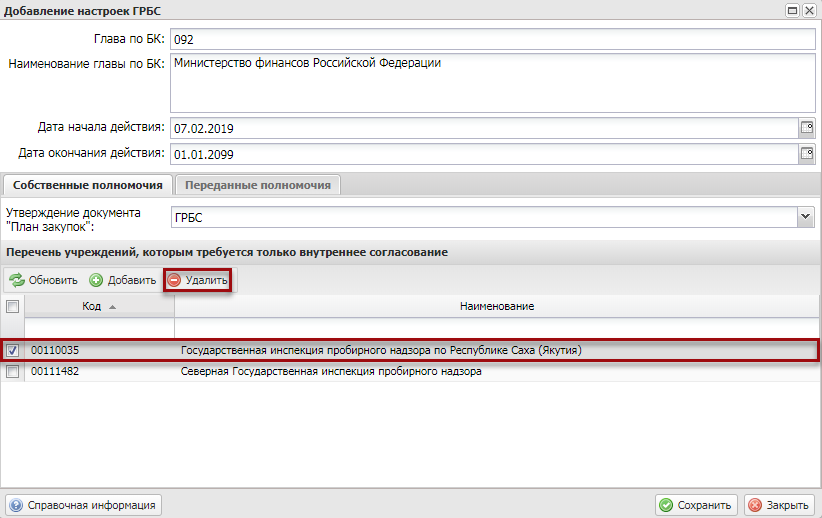 Добавление настроек ГРБС
Глава по БК: 092
Наименование главы по БК: Министерство финансов Российской Федерации
Дата начала действия: 07.02.2019
Дата окончания действия: 01.01.2099
Собственные полномочия Переданные полномочия
Утверждение документа
"План закупок": ГРБС
Перечень учреждений, которым требуется только внутреннее согласование
Обновить Добавить Удалить
Код Наименование
00110035 Государственная инспекция пробирного надзора по Республике Саха (Якутия)
00111482 Северная Государственная инспекция пробирного надзора
Справочная информация Сохранить Закрыть